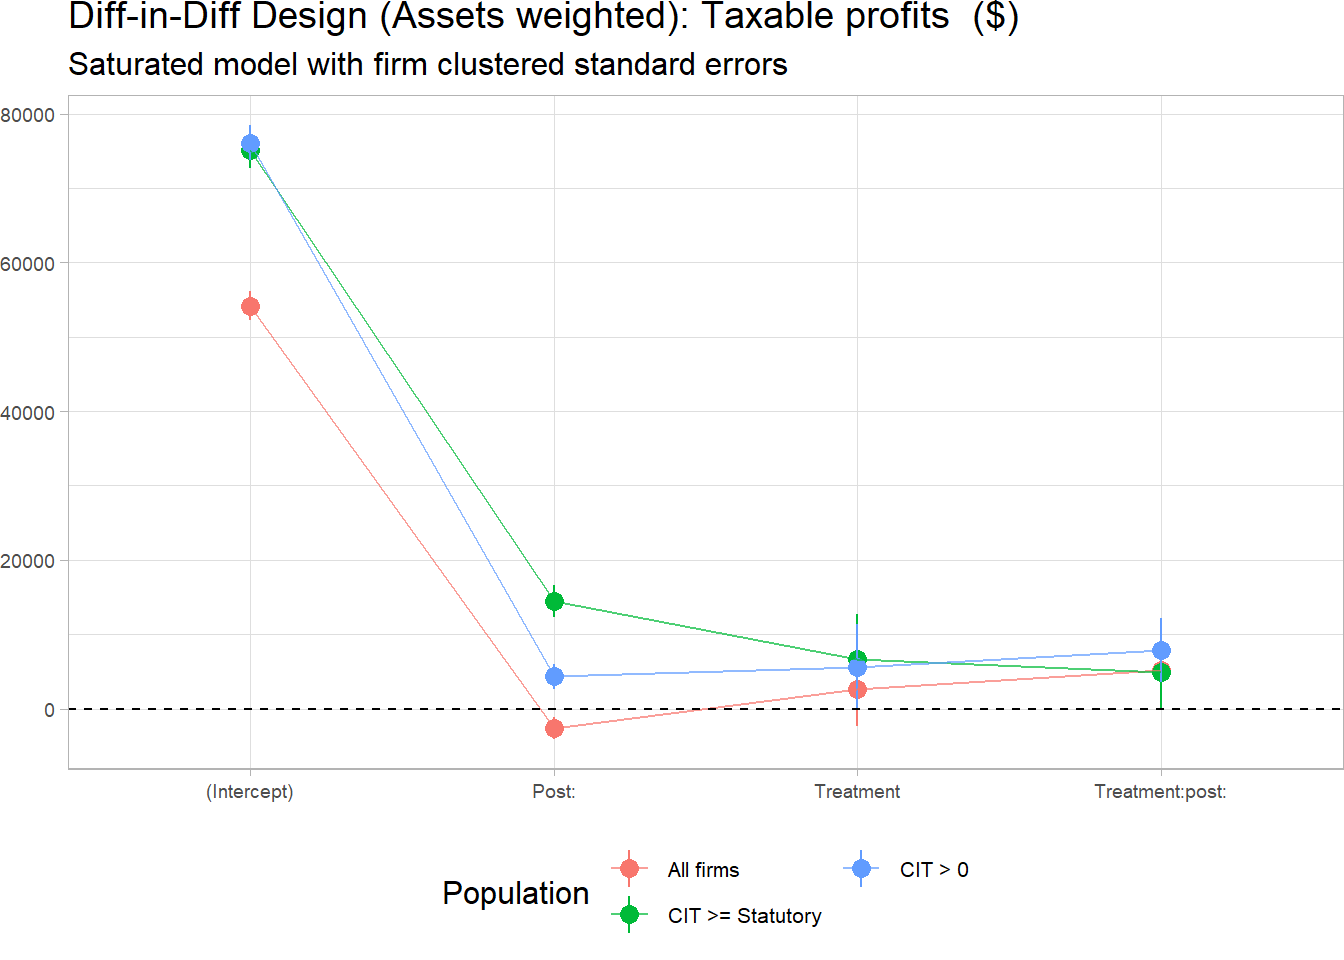 Diff-in-Diff Design (Assets weighted): Taxable profits  ($)
Saturated model with firm clustered standard errors
80000
60000
40000
20000
0
(Intercept)
Post:
Treatment
Treatment:post:
Population
All firms
CIT > 0
CIT >= Statutory